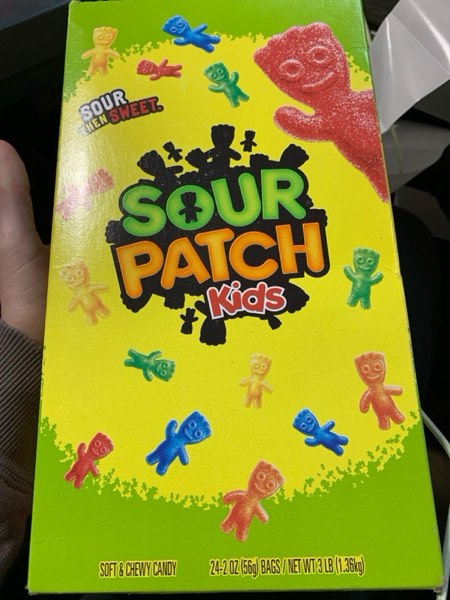 SOUR
THEN SWEET.
SOUR
PATCH
Kids
SOFT & CHEWY CANDY
24-2 OZ (56g) BAGS / NET WT 3 LB (1.36kg)